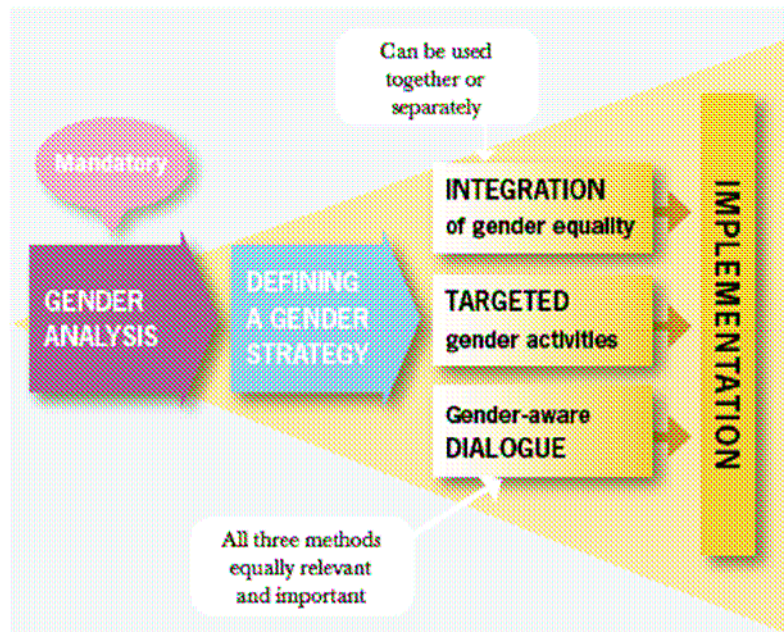 Can be used
together or
separately
Mandatory
GENDER
ANALYSIS
DEFINING
A GENDER
STRATEGY
INTEGRATION
of gender equality
TARGETED
gender activities
Gender-aware
DIALOGUE
IMPLEMENTATION
All three methods
equally relevant
and important